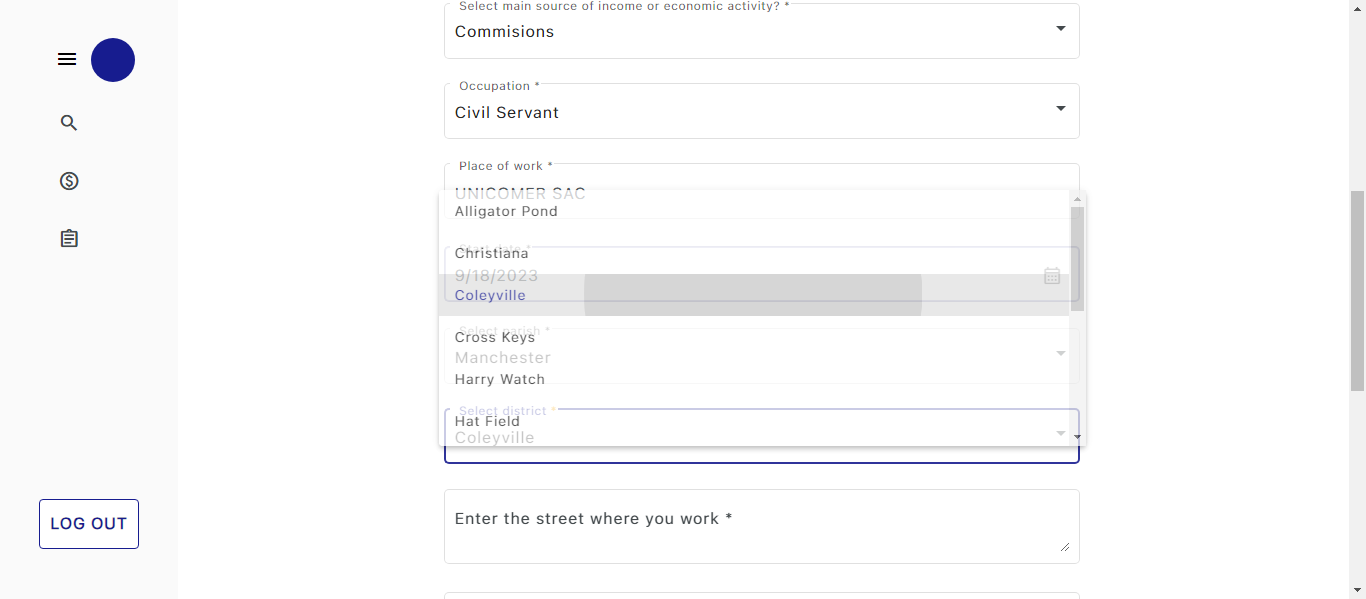 Select main source of income or economic activity? *
Commisions
Occupation *
Civil Servant
Place of work *
UNICOMER SAC
Alligator Pond
Start date *
Christiana
9/18/2023
Coleyville
Select parish *
Cross Keys
Manchester
Harry Watch
Select district *
Hat Field
Coleyville
LOG OUT
Enter the street where you work *